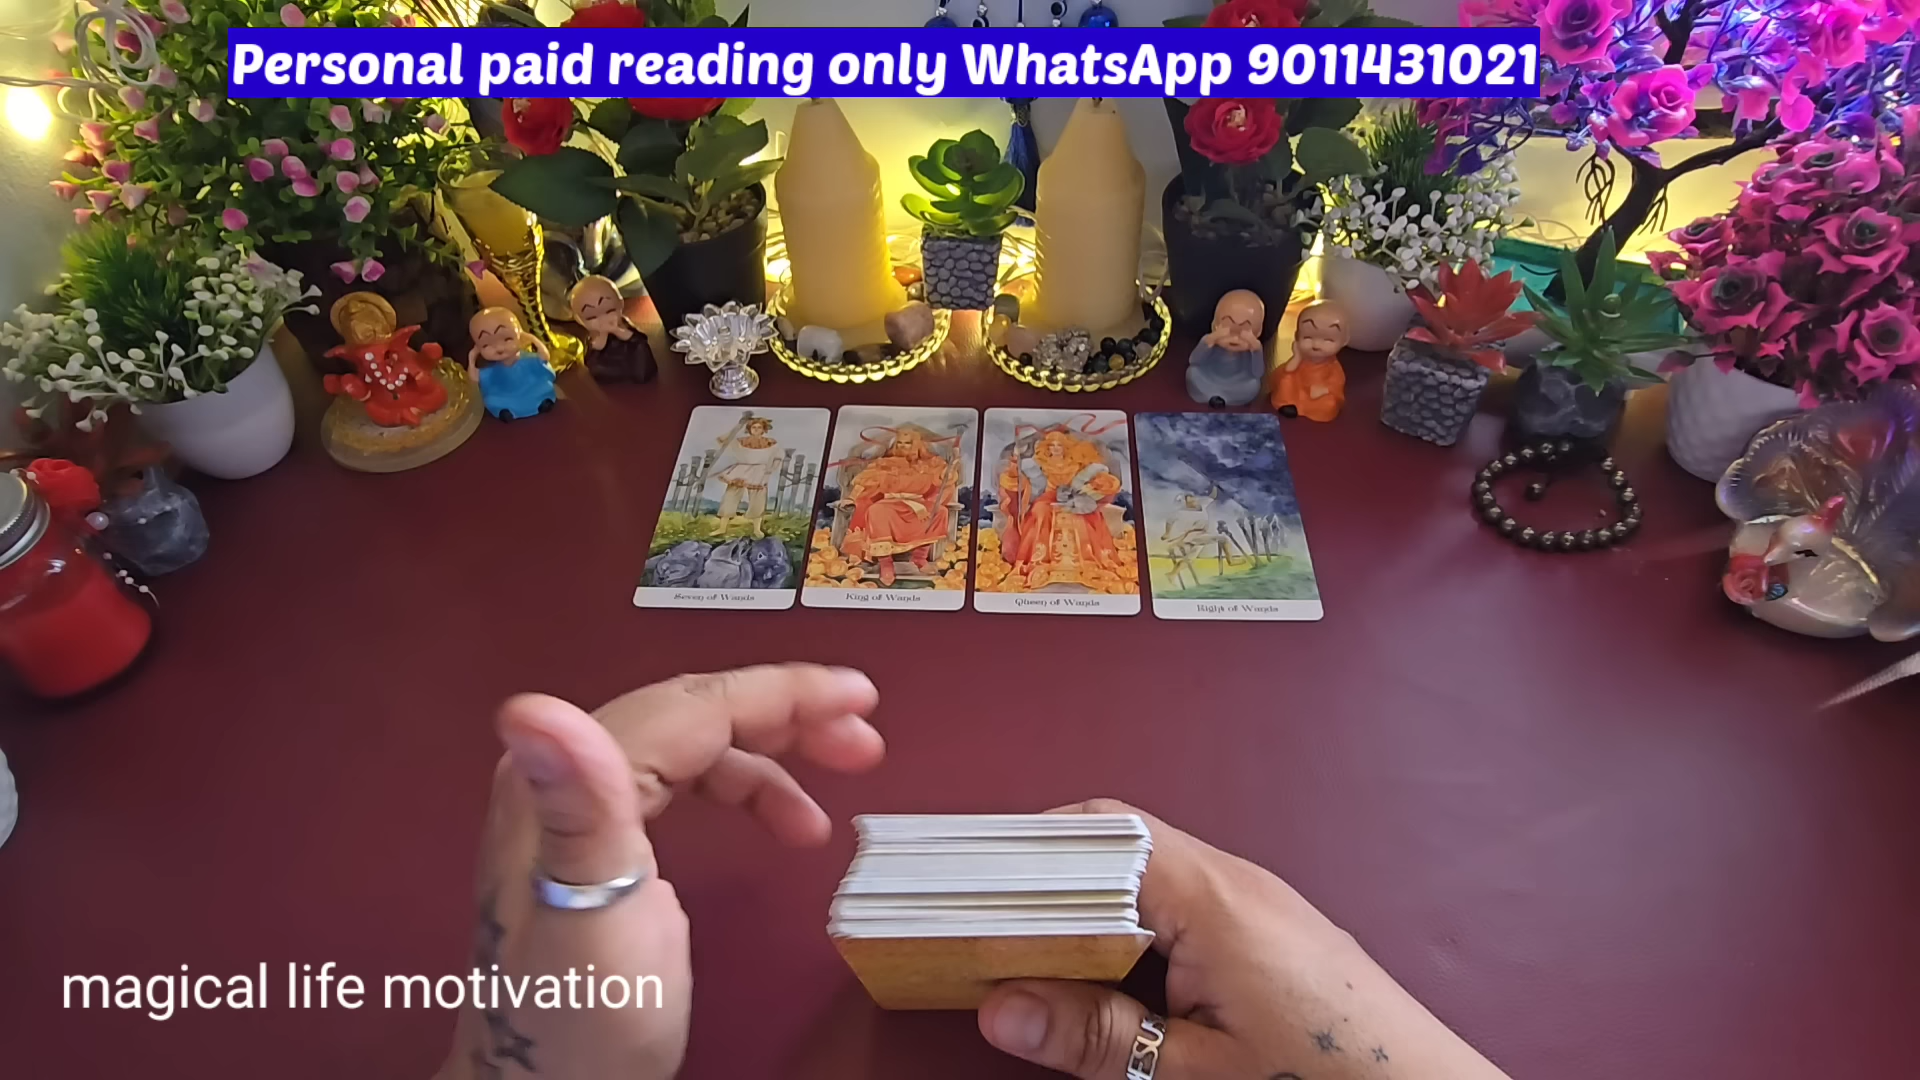 Personal paid reading only WhatsApp 9011431021
Seven of Wands
King of Wands
Queen of Wands
Eight of Wands
JESUS
magical life motivation